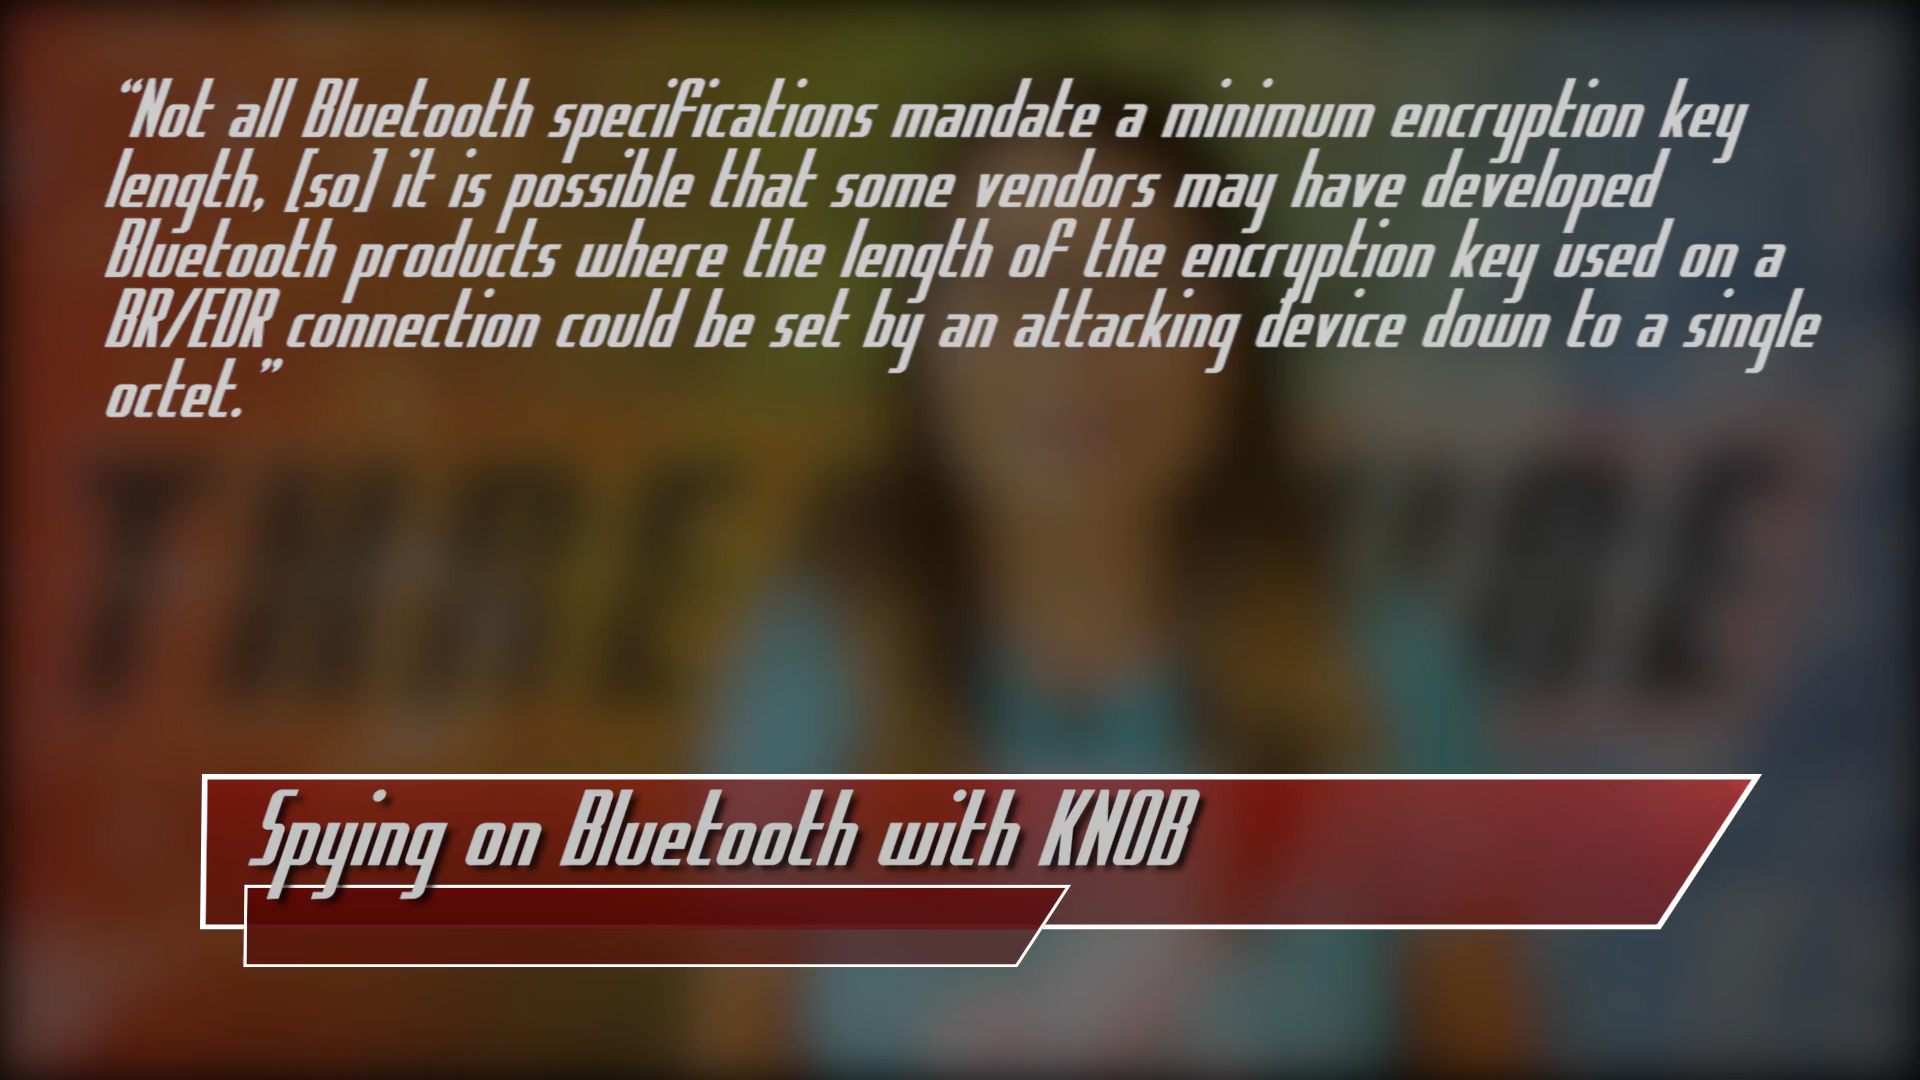 “Not all Bluetooth specifications mandate a minimum encryption key
length, [so] it is possible that some vendors may have developed
Bluetooth products where the length of the encryption key used on a
BR/EDR connection could be set by an attacking device down to a single
octet.”
Spying on Bluetooth with KNOB